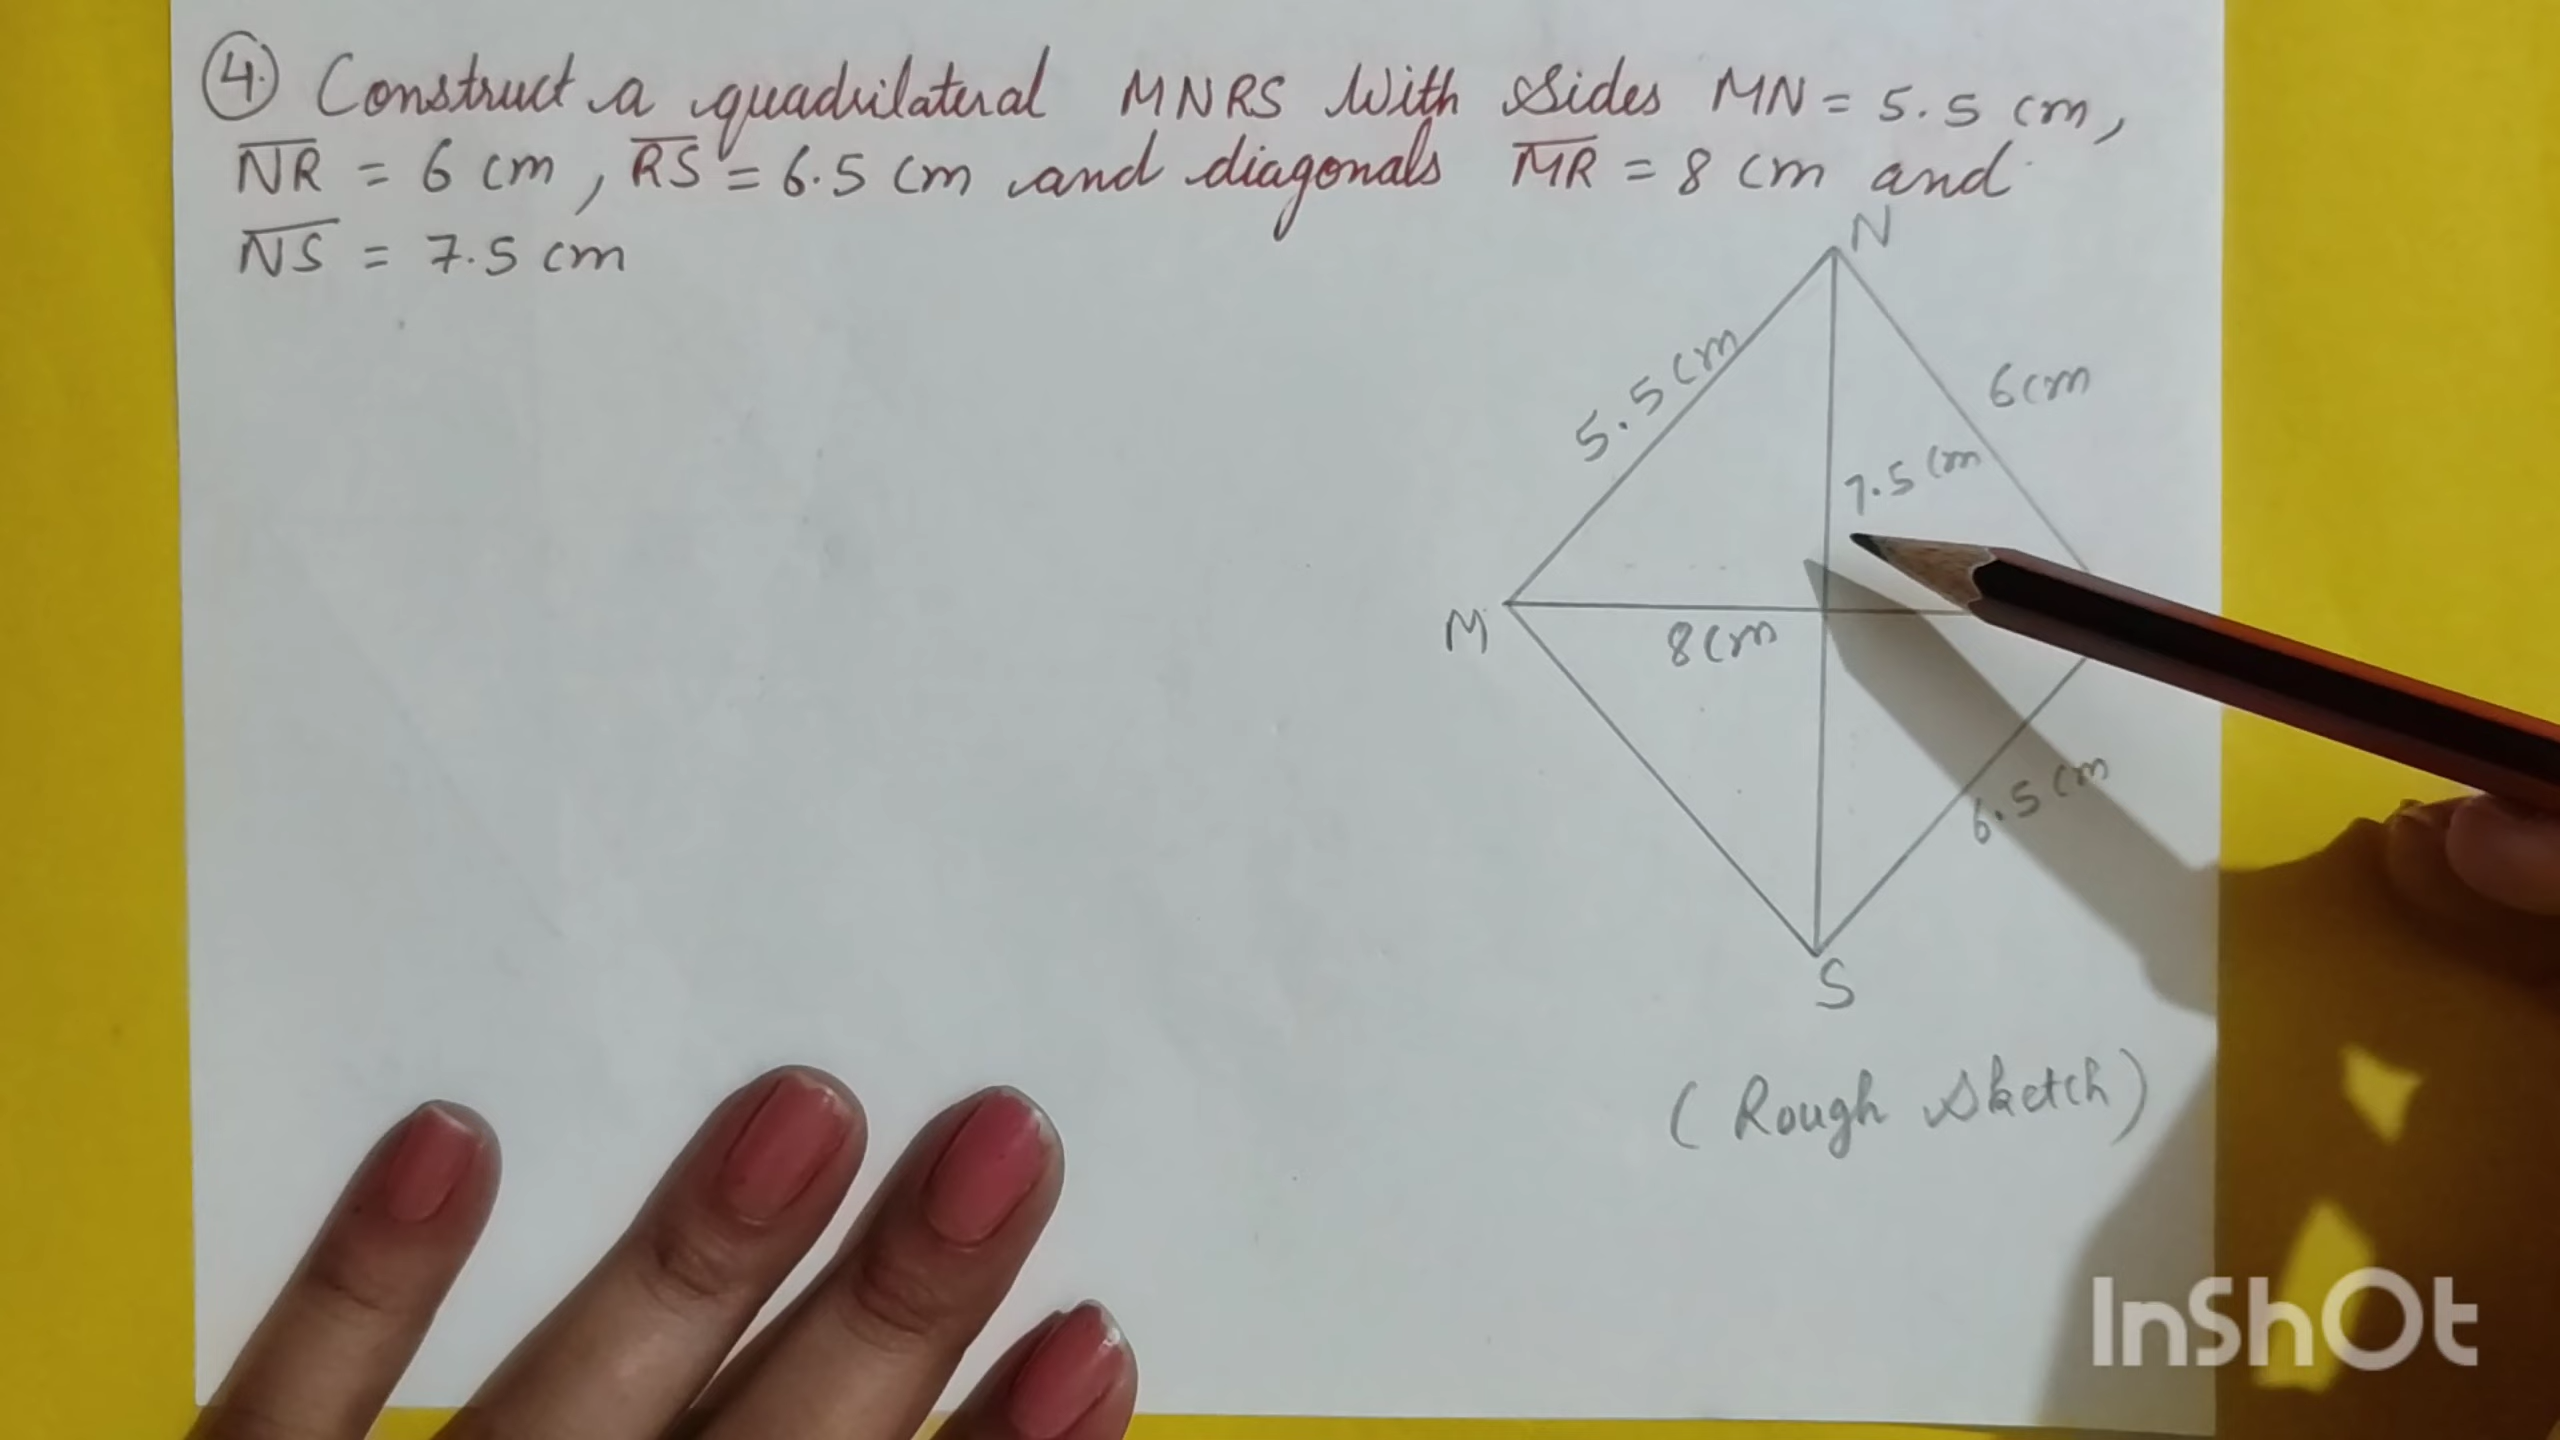 4. Construct a quadrilateral MNRS With Sides MN = 5.5 cm,
NR = 6 cm, RS = 6.5 cm and diagonals MR = 8 cm and
NS = 7.5 cm
N
5.5 cm
6 cm
7.5 cm
M
8 cm
6.5 cm
S
(Rough Sketch)
InShOt